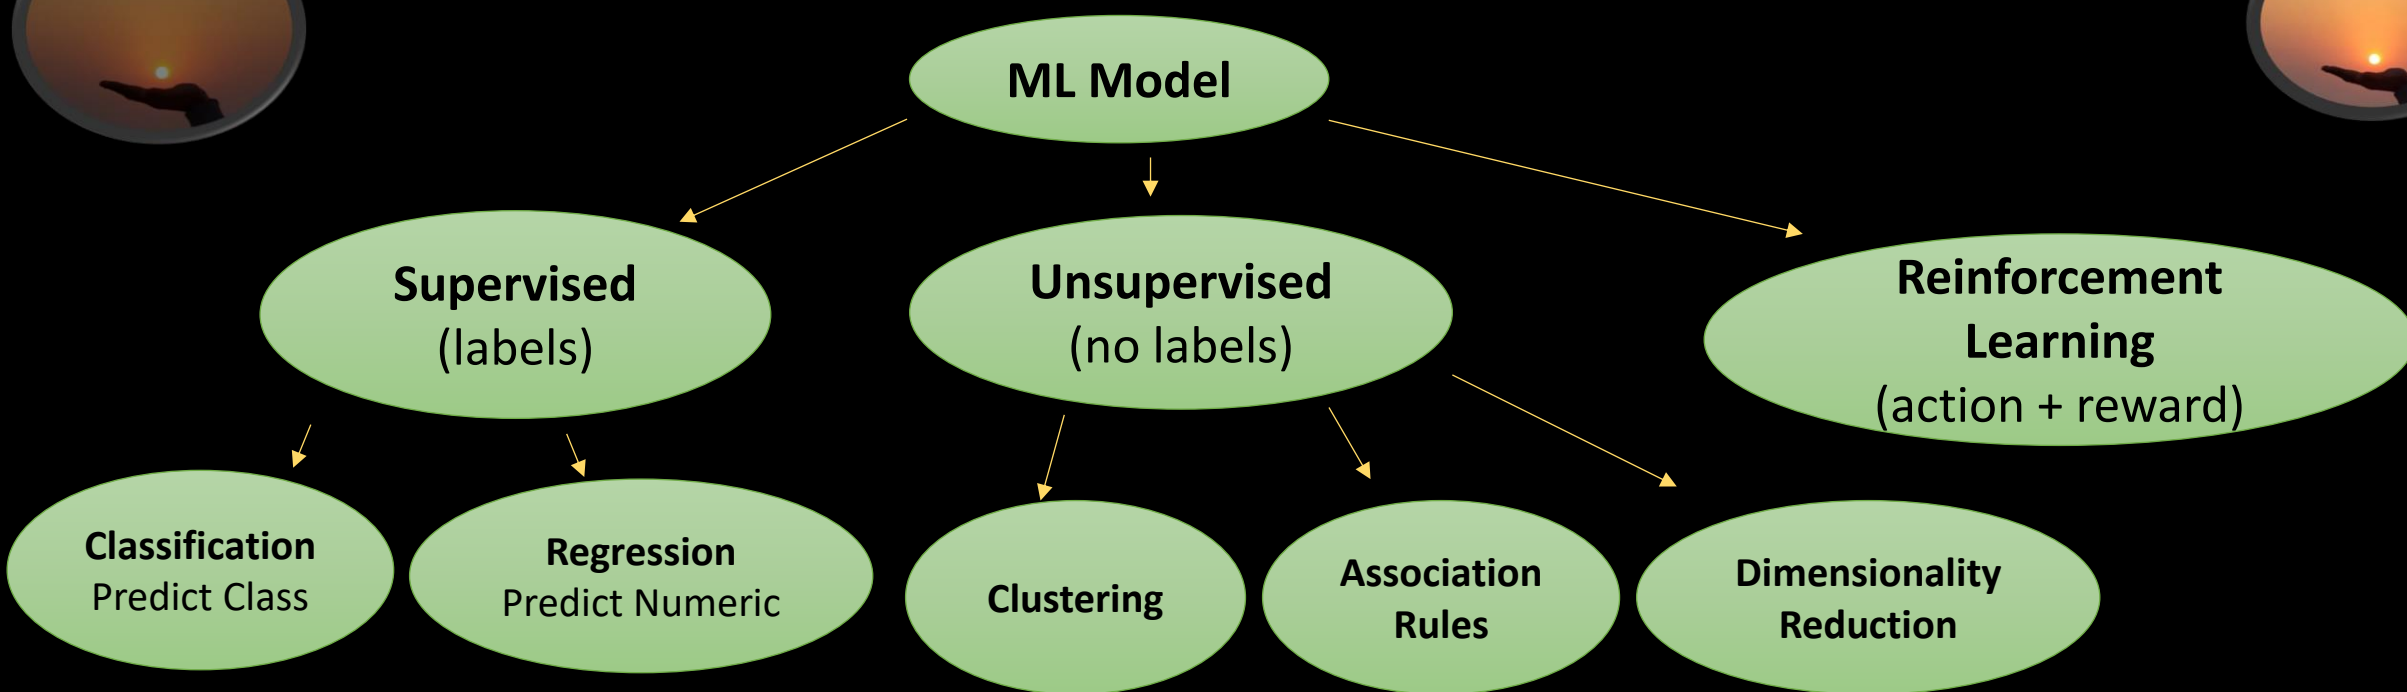 ML Model
Supervised
(labels)
Unsupervised
(no labels)
Reinforcement
Learning
(action + reward)
Classification
Predict Class
Regression
Predict Numeric
Clustering
Association
Rules
Dimensionality
Reduction